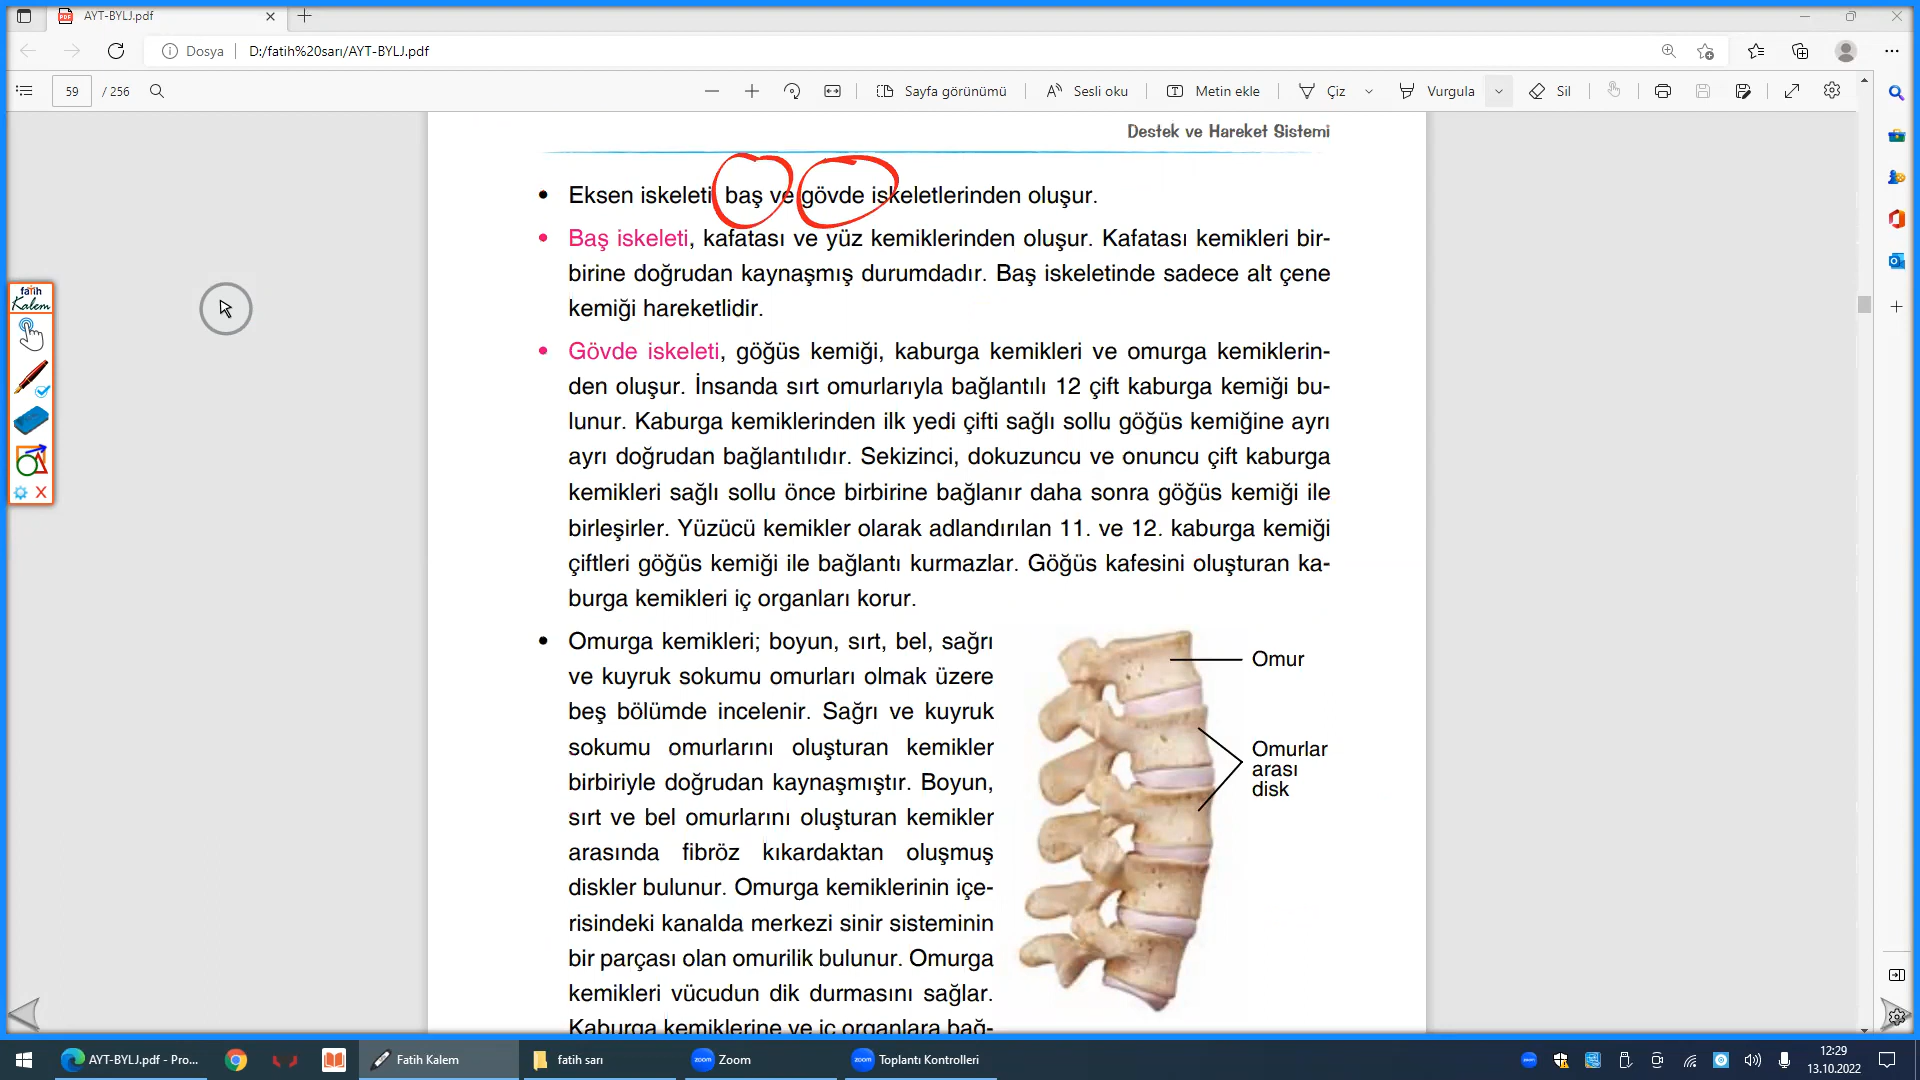 AYT-BYLJ.pdf
Dosya
D:/fatih%20sarı/AYT-BYLJ.pdf
59
/ 256
Sayfa görünümü
Sesli oku
Metin ekle
Çiz
Vurgula
Sil
Destek ve Hareket Sistemi
• Eksen iskeleti baş ve gövde iskeletlerinden oluşur.
• Baş iskeleti, kafatası ve yüz kemiklerinden oluşur. Kafatası kemikleri bir-
birine doğrudan kaynaşmış durumdadır. Baş iskeletinde sadece alt çene
kemiği hareketlidir.
• Gövde iskeleti, göğüs kemiği, kaburga kemikleri ve omurga kemiklerin-
den oluşur. İnsanda sırt omurlarıyla bağlantılı 12 çift kaburga kemiği bu-
lunur. Kaburga kemiklerinden ilk yedi çifti sağlı sollu göğüs kemiğine ayrı
ayrı doğrudan bağlantılıdır. Sekizinci, dokuzuncu ve onuncu çift kaburga
kemikleri sağlı sollu önce birbirine bağlanır daha sonra göğüs kemiği ile
birleşirler. Yüzücü kemikler olarak adlandırılan 11. ve 12. kaburga kemiği
çiftleri göğüs kemiği ile bağlantı kurmazlar. Göğüs kafesini oluşturan ka-
burga kemikleri iç organları korur.
• Omurga kemikleri; boyun, sırt, bel, sağrı
ve kuyruk sokumu omurları olmak üzere
beş bölümde incelenir. Sağrı ve kuyruk
sokumu omurlarını oluşturan kemikler
birbiriyle doğrudan kaynaşmıştır. Boyun,
sırt ve bel omurlarını oluşturan kemikler
arasında fibröz kıkardaktan oluşmuş
diskler bulunur. Omurga kemiklerinin içe-
risindeki kanalda merkezi sinir sisteminin
bir parçası olan omurilik bulunur. Omurga
kemikleri vücudun dik durmasını sağlar.
Kaburga kemiklerine ve iç organlara bağ-
Omur
Omurlar
arası
disk
fatih
Kalem
AYT-BYLJ.pdf - Pro...
Fatih Kalem
fatih sarı
zoom
Zoom
zoom
Toplantı Kontrolleri
12:29
13.10.2022